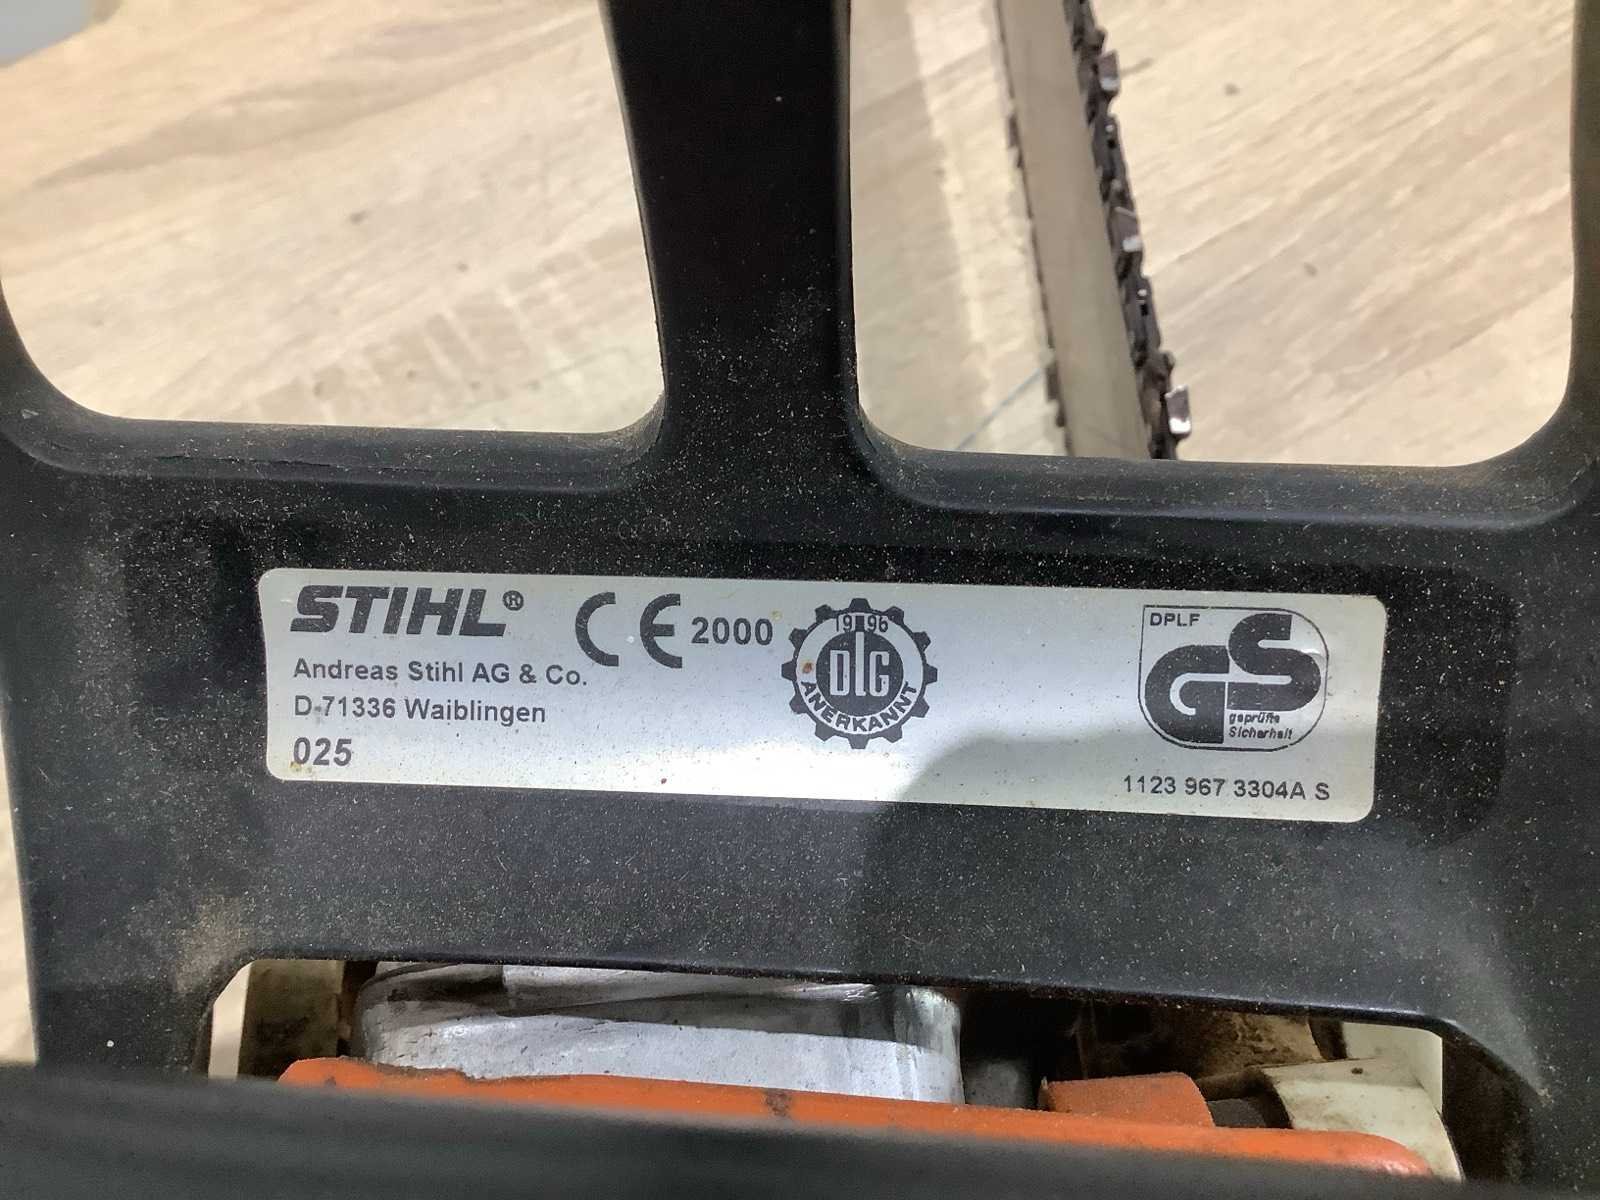 STIHL®
Andreas Stihl AG & Co.
D-71336 Waiblingen
025
CE 2000
1996
DLG
ANERKANNT
DPLF
GS
geprüfte
Sicherheit
1123 967 3304A S